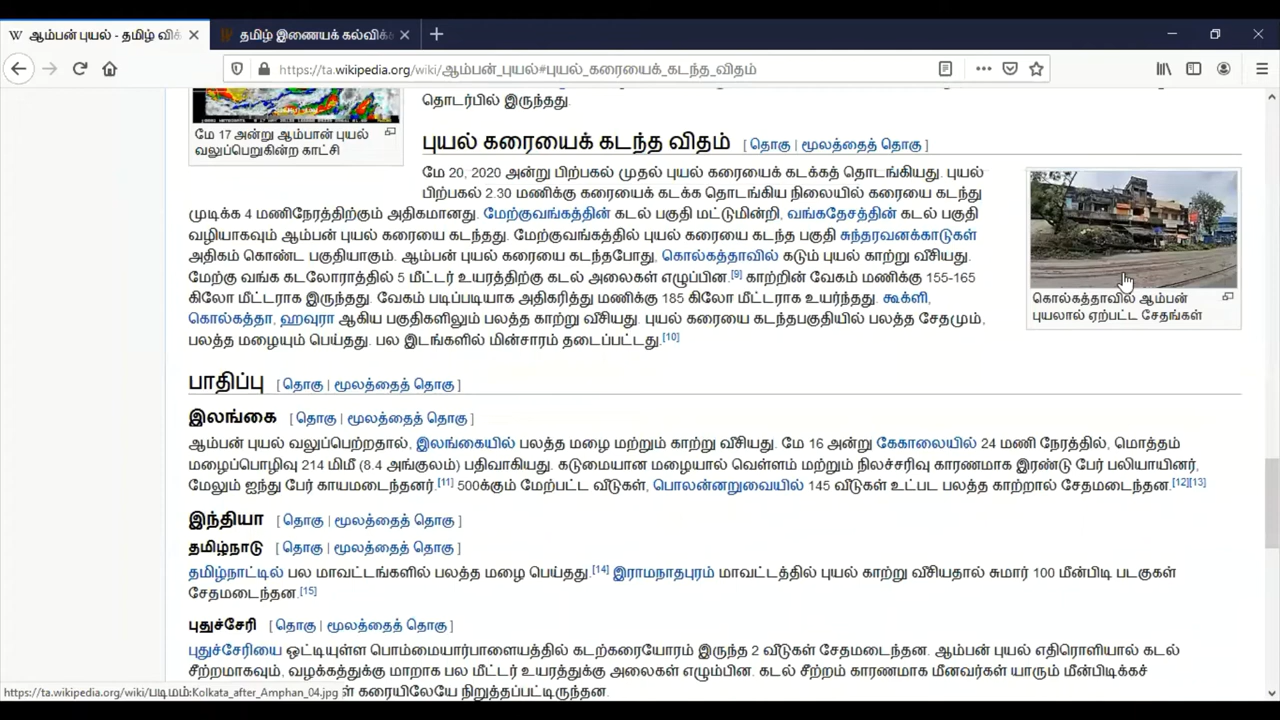 ஆம்பன் புயல் - தமிழ் விக்
தமிழ் இணையக் கல்விக்
https://ta.wikipedia.org/wiki/ஆம்பன்_புயல்#புயல்_கரையைக்_கடந்த_விதம்
தொடர்பில் இருந்தது.
மே 17 அன்று ஆம்பான் புயல்
வலுப்பெறுகின்ற காட்சி
புயல் கரையைக் கடந்த விதம் [ தொகு | மூலத்தைத் தொகு ]
மே 20, 2020 அன்று பிற்பகல் முதல் புயல் கரையைக் கடக்கத் தொடங்கியது. புயல்
பிற்பகல் 2.30 மணிக்கு கரையைக் கடக்க தொடங்கிய நிலையில் கரையை கடந்து
முடிக்க 4 மணிநேரத்திற்கும் அதிகமானது. மேற்குவங்கத்தின் கடல் பகுதி மட்டுமின்றி, வங்கதேசத்தின் கடல் பகுதி
வழியாகவும் ஆம்பன் புயல் கரையை கடந்தது. மேற்குவங்கத்தில் புயல் கரையை கடந்த பகுதி சுந்தரவனக்காடுகள்
அதிகம் கொண்ட பகுதியாகும். ஆம்பன் புயல் கரையை கடந்தபோது, கொல்கத்தாவில் கடும் புயல் காற்று வீசியது.
மேற்கு வங்க கடலோரத்தில் 5 மீட்டர் உயரத்திற்கு கடல் அலைகள் எழும்பின.[9] காற்றின் வேகம் மணிக்கு 155-165
கிலோ மீட்டராக இருந்தது. வேகம் படிப்படியாக அதிகரித்து மணிக்கு 185 கிலோ மீட்டராக உயர்ந்தது. கூக்ளி,
கொல்கத்தா, ஹவுரா ஆகிய பகுதிகளிலும் பலத்த காற்று வீசியது. புயல் கரையை கடந்தபகுதியில் பலத்த சேதமும்,
பலத்த மழையும் பெய்தது. பல இடங்களில் மின்சாரம் தடைப்பட்டது.[10]
கொல்கத்தாவில் ஆம்பன்
புயலால் ஏற்பட்ட சேதங்கள்
பாதிப்பு [ தொகு | மூலத்தைத் தொகு ]
இலங்கை [ தொகு | மூலத்தைத் தொகு ]
ஆம்பன் புயல் வலுப்பெற்றதால், இலங்கையில் பலத்த மழை மற்றும் காற்று வீசியது. மே 16 அன்று கேகாலையில் 24 மணி நேரத்தில், மொத்தம்
மழைப்பொழிவு 214 மிமீ (8.4 அங்குலம்) பதிவாகியது. கடுமையான மழையால் வெள்ளம் மற்றும் நிலச்சரிவு காரணமாக இரண்டு பேர் பலியாயினர்,
மேலும் ஐந்து பேர் காயமடைந்தனர்.[11] 500க்கும் மேற்பட்ட வீடுகள், பொலன்னறுவையில் 145 வீடுகள் உட்பட பலத்த காற்றால் சேதமடைந்தன.[12][13]
இந்தியா [ தொகு | மூலத்தைத் தொகு ]
தமிழ்நாடு [ தொகு | மூலத்தைத் தொகு ]
தமிழ்நாட்டில் பல மாவட்டங்களில் பலத்த மழை பெய்தது.[14] இராமநாதபுரம் மாவட்டத்தில் புயல் காற்று வீசியதால் சுமார் 100 மீன்பிடி படகுகள்
சேதமடைந்தன.[15]
புதுச்சேரி [ தொகு | மூலத்தைத் தொகு ]
புதுச்சேரியை ஒட்டியுள்ள பொம்மையார்பாளையத்தில் கடற்கரையோரம் இருந்த 2 வீடுகள் சேதமடைந்தன. ஆம்பன் புயல் எதிரொளியால் கடல்
சீற்றமாகவும், வழக்கத்துக்கு மாறாக பல மீட்டர் உயரத்துக்கு அலைகள் எழும்பின. கடல் சீற்றம் காரணமாக மீனவர்கள் யாரும் மீன்பிடிக்கச்
https://ta.wikipedia.org/wiki/படிமம்:Kolkata_after_Amphan_04.jpg ள் கரையிலேயே நிறுத்தப்பட்டிருந்தன.